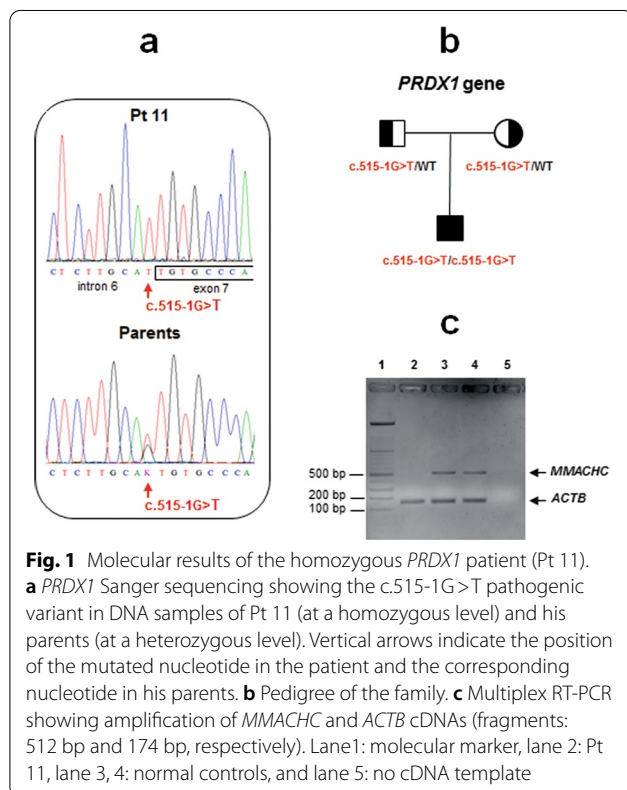 a
Pt 11
C T C T T G C A T T G T G C C C A
intron 6 exon 7
c.515-1G>T
Parents
C T C T T G C A K T G T G C C C A
c.515-1G>T
b
PRDX1 gene
c.515-1G>T/WT c.515-1G>T/WT
c.515-1G>T/c.515-1G>T
c
1 2 3 4 5
500 bp MMACHC
200 bp ACTB
100 bp
Fig. 1 Molecular results of the homozygous PRDX1 patient (Pt 11).
a PRDX1 Sanger sequencing showing the c.515-1G > T pathogenic
variant in DNA samples of Pt 11 (at a homozygous level) and his
parents (at a heterozygous level). Vertical arrows indicate the position
of the mutated nucleotide in the patient and the corresponding
nucleotide in his parents. b Pedigree of the family. c Multiplex RT-PCR
showing amplification of MMACHC and ACTB cDNAs (fragments:
512 bp and 174 bp, respectively). Lane1: molecular marker, lane 2: Pt
11, lane 3, 4: normal controls, and lane 5: no cDNA template